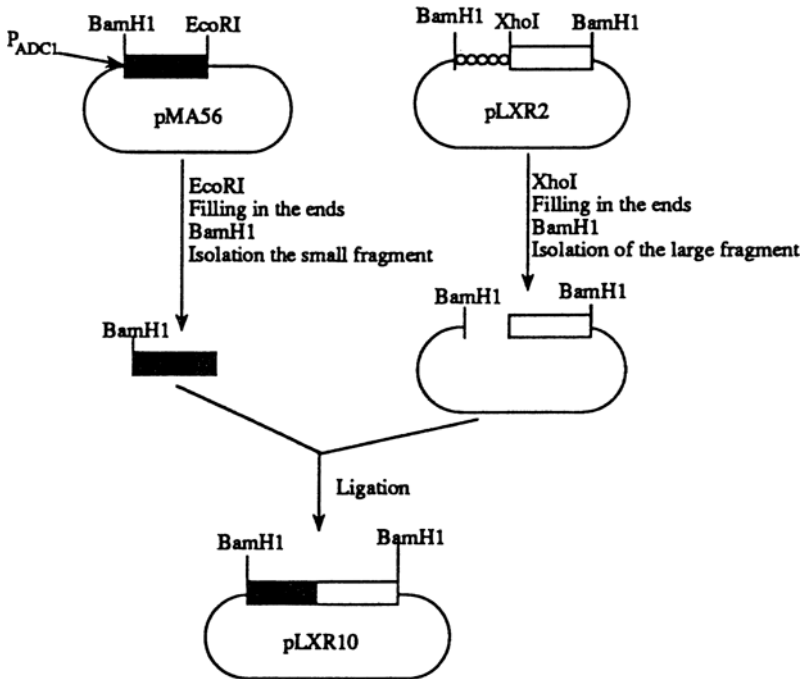 BamH1 EcoRI
P_ADC1
pMA56
BamH1 XhoI BamH1
pLXR2
EcoRI
Filling in the ends
BamH1
Isolation the small fragment
XhoI
Filling in the ends
BamH1
Isolation of the large fragment
BamH1
BamH1 BamH1
Ligation
BamH1 BamH1
pLXR10